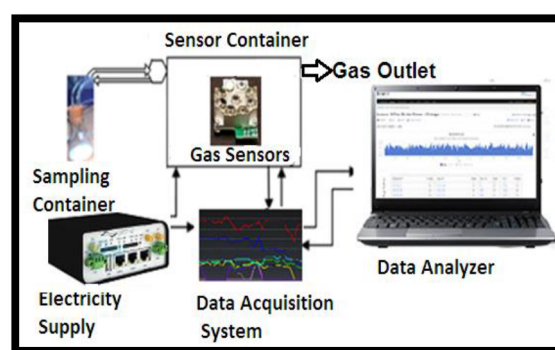 Sensor Container
Gas Outlet
Gas Sensors
Sampling
Container
Electricity
Supply
Data Acquisition
System
Data Analyzer